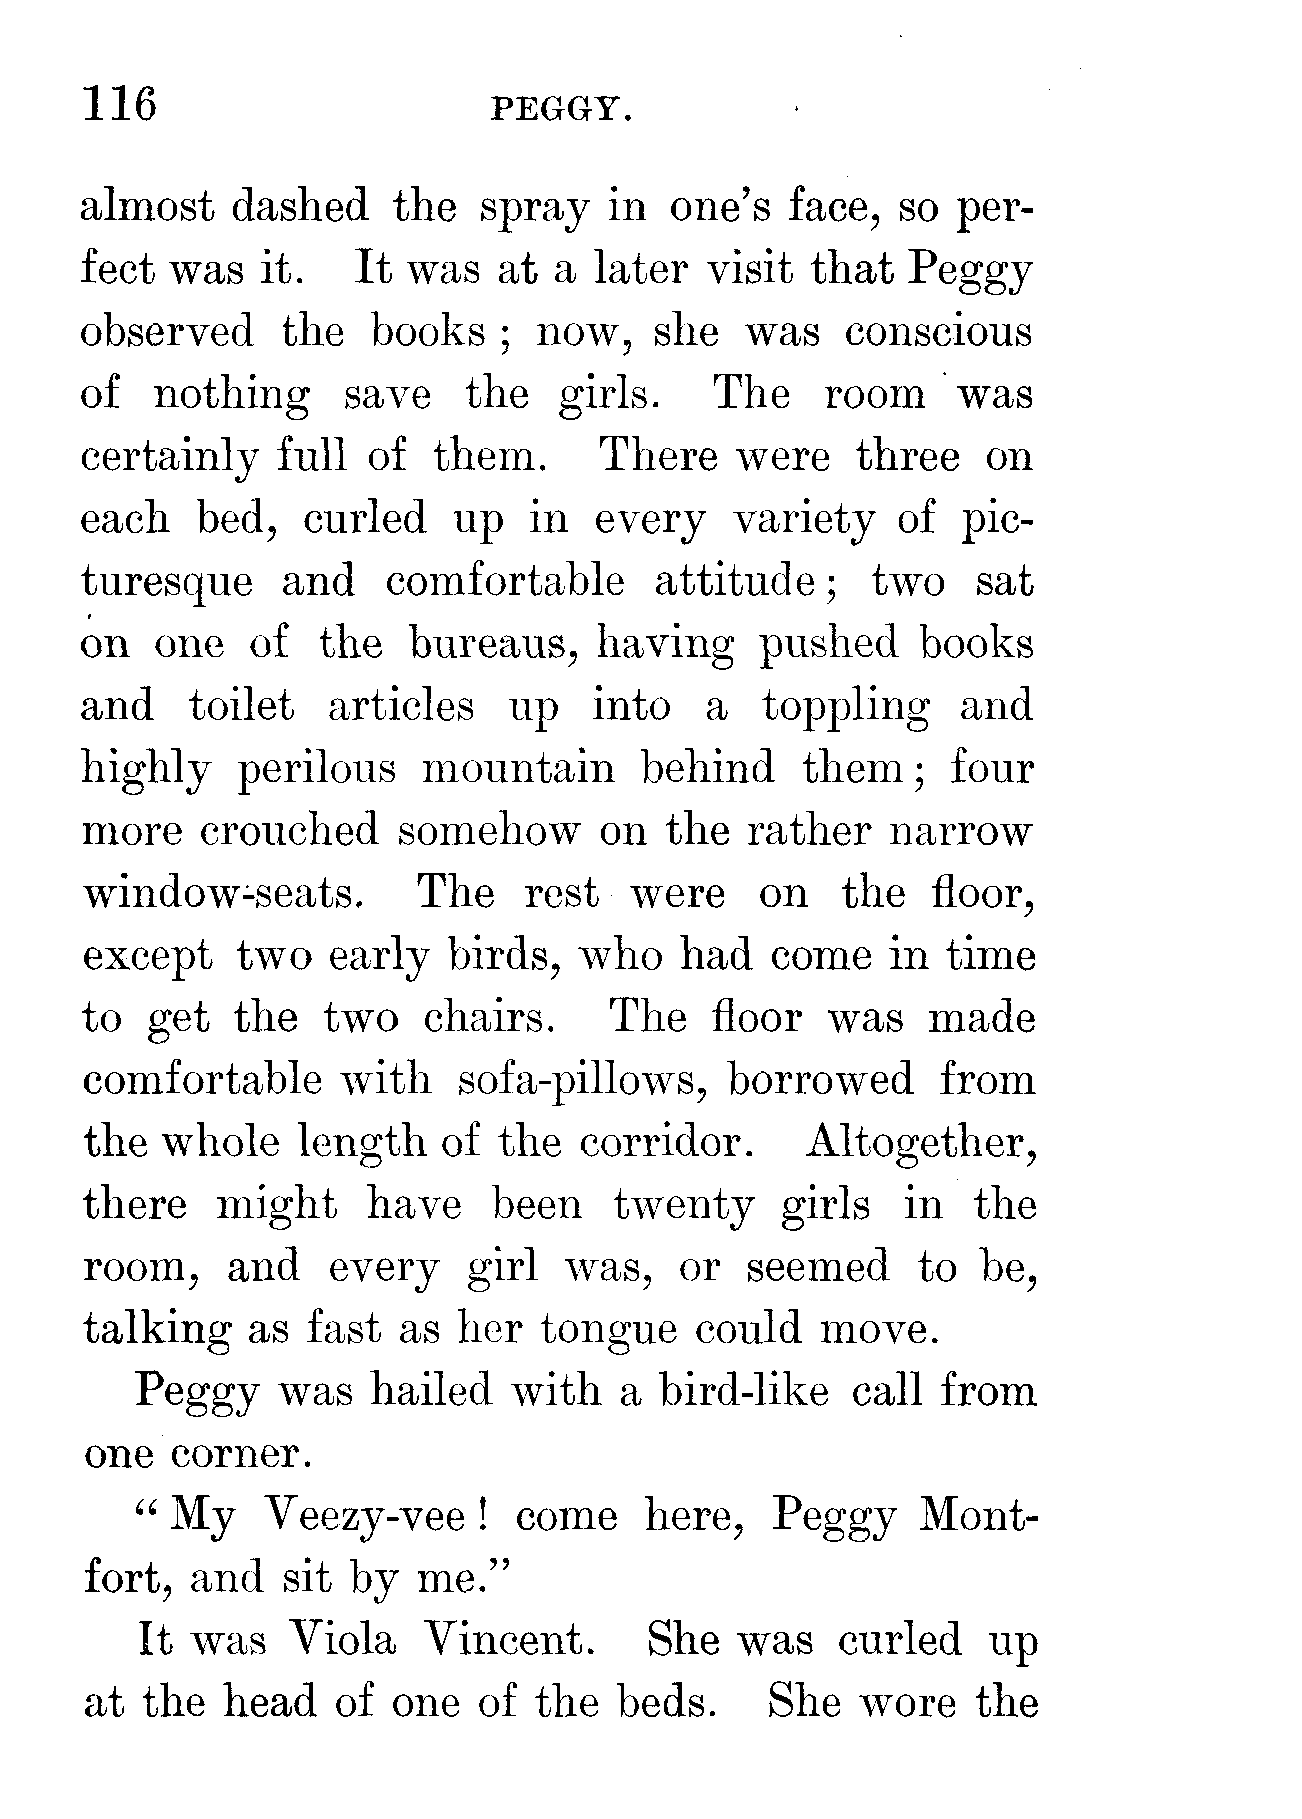 116 PEGGY.
almost dashed the spray in one's face, so per-
fect was it. It was at a later visit that Peggy
observed the books ; now, she was conscious
of nothing save the girls. The room was
certainly full of them. There were three on
each bed, curled up in every variety of pic-
turesque and comfortable attitude ; two sat
on one of the bureaus, having pushed books
and toilet articles up into a toppling and
highly perilous mountain behind them ; four
more crouched somehow on the rather narrow
window-seats. The rest were on the floor,
except two early birds, who had come in time
to get the two chairs. The floor was made
comfortable with sofa-pillows, borrowed from
the whole length of the corridor. Altogether,
there might have been twenty girls in the
room, and every girl was, or seemed to be,
talking as fast as her tongue could move.
Peggy was hailed with a bird-like call from
one corner.
“ My Veezy-vee ! come here, Peggy Mont-
fort, and sit by me.”
It was Viola Vincent. She was curled up
at the head of one of the beds. She wore the